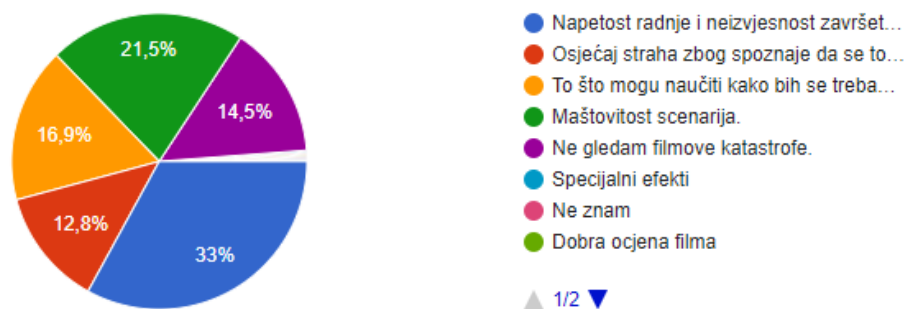 21,5%
14,5%
16,9%
12,8%
33%
Napetost radnje i neizvjesnost završet...
Osjećaj straha zbog spoznaje da se to...
To što mogu naučiti kako bih se treba...
Maštovitost scenarija.
Ne gledam filmove katastrofe.
Specijalni efekti
Ne znam
Dobra ocjena filma
1/2